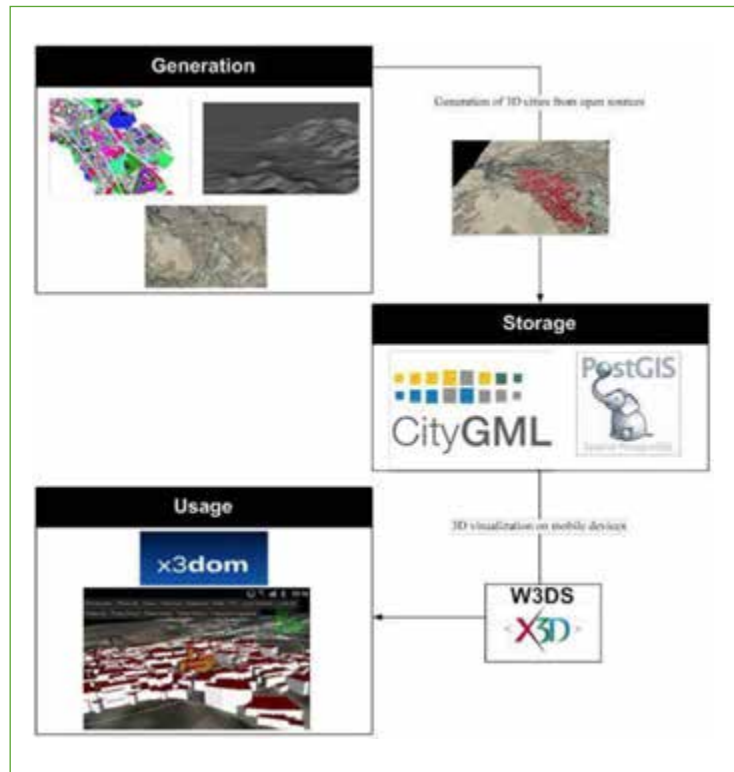 Generation
Generation of 3D cities from open sources
Storage
CityGML
PostGIS
Usage
3D visualization on mobile devices
x3dom
W3DS
<X3D>